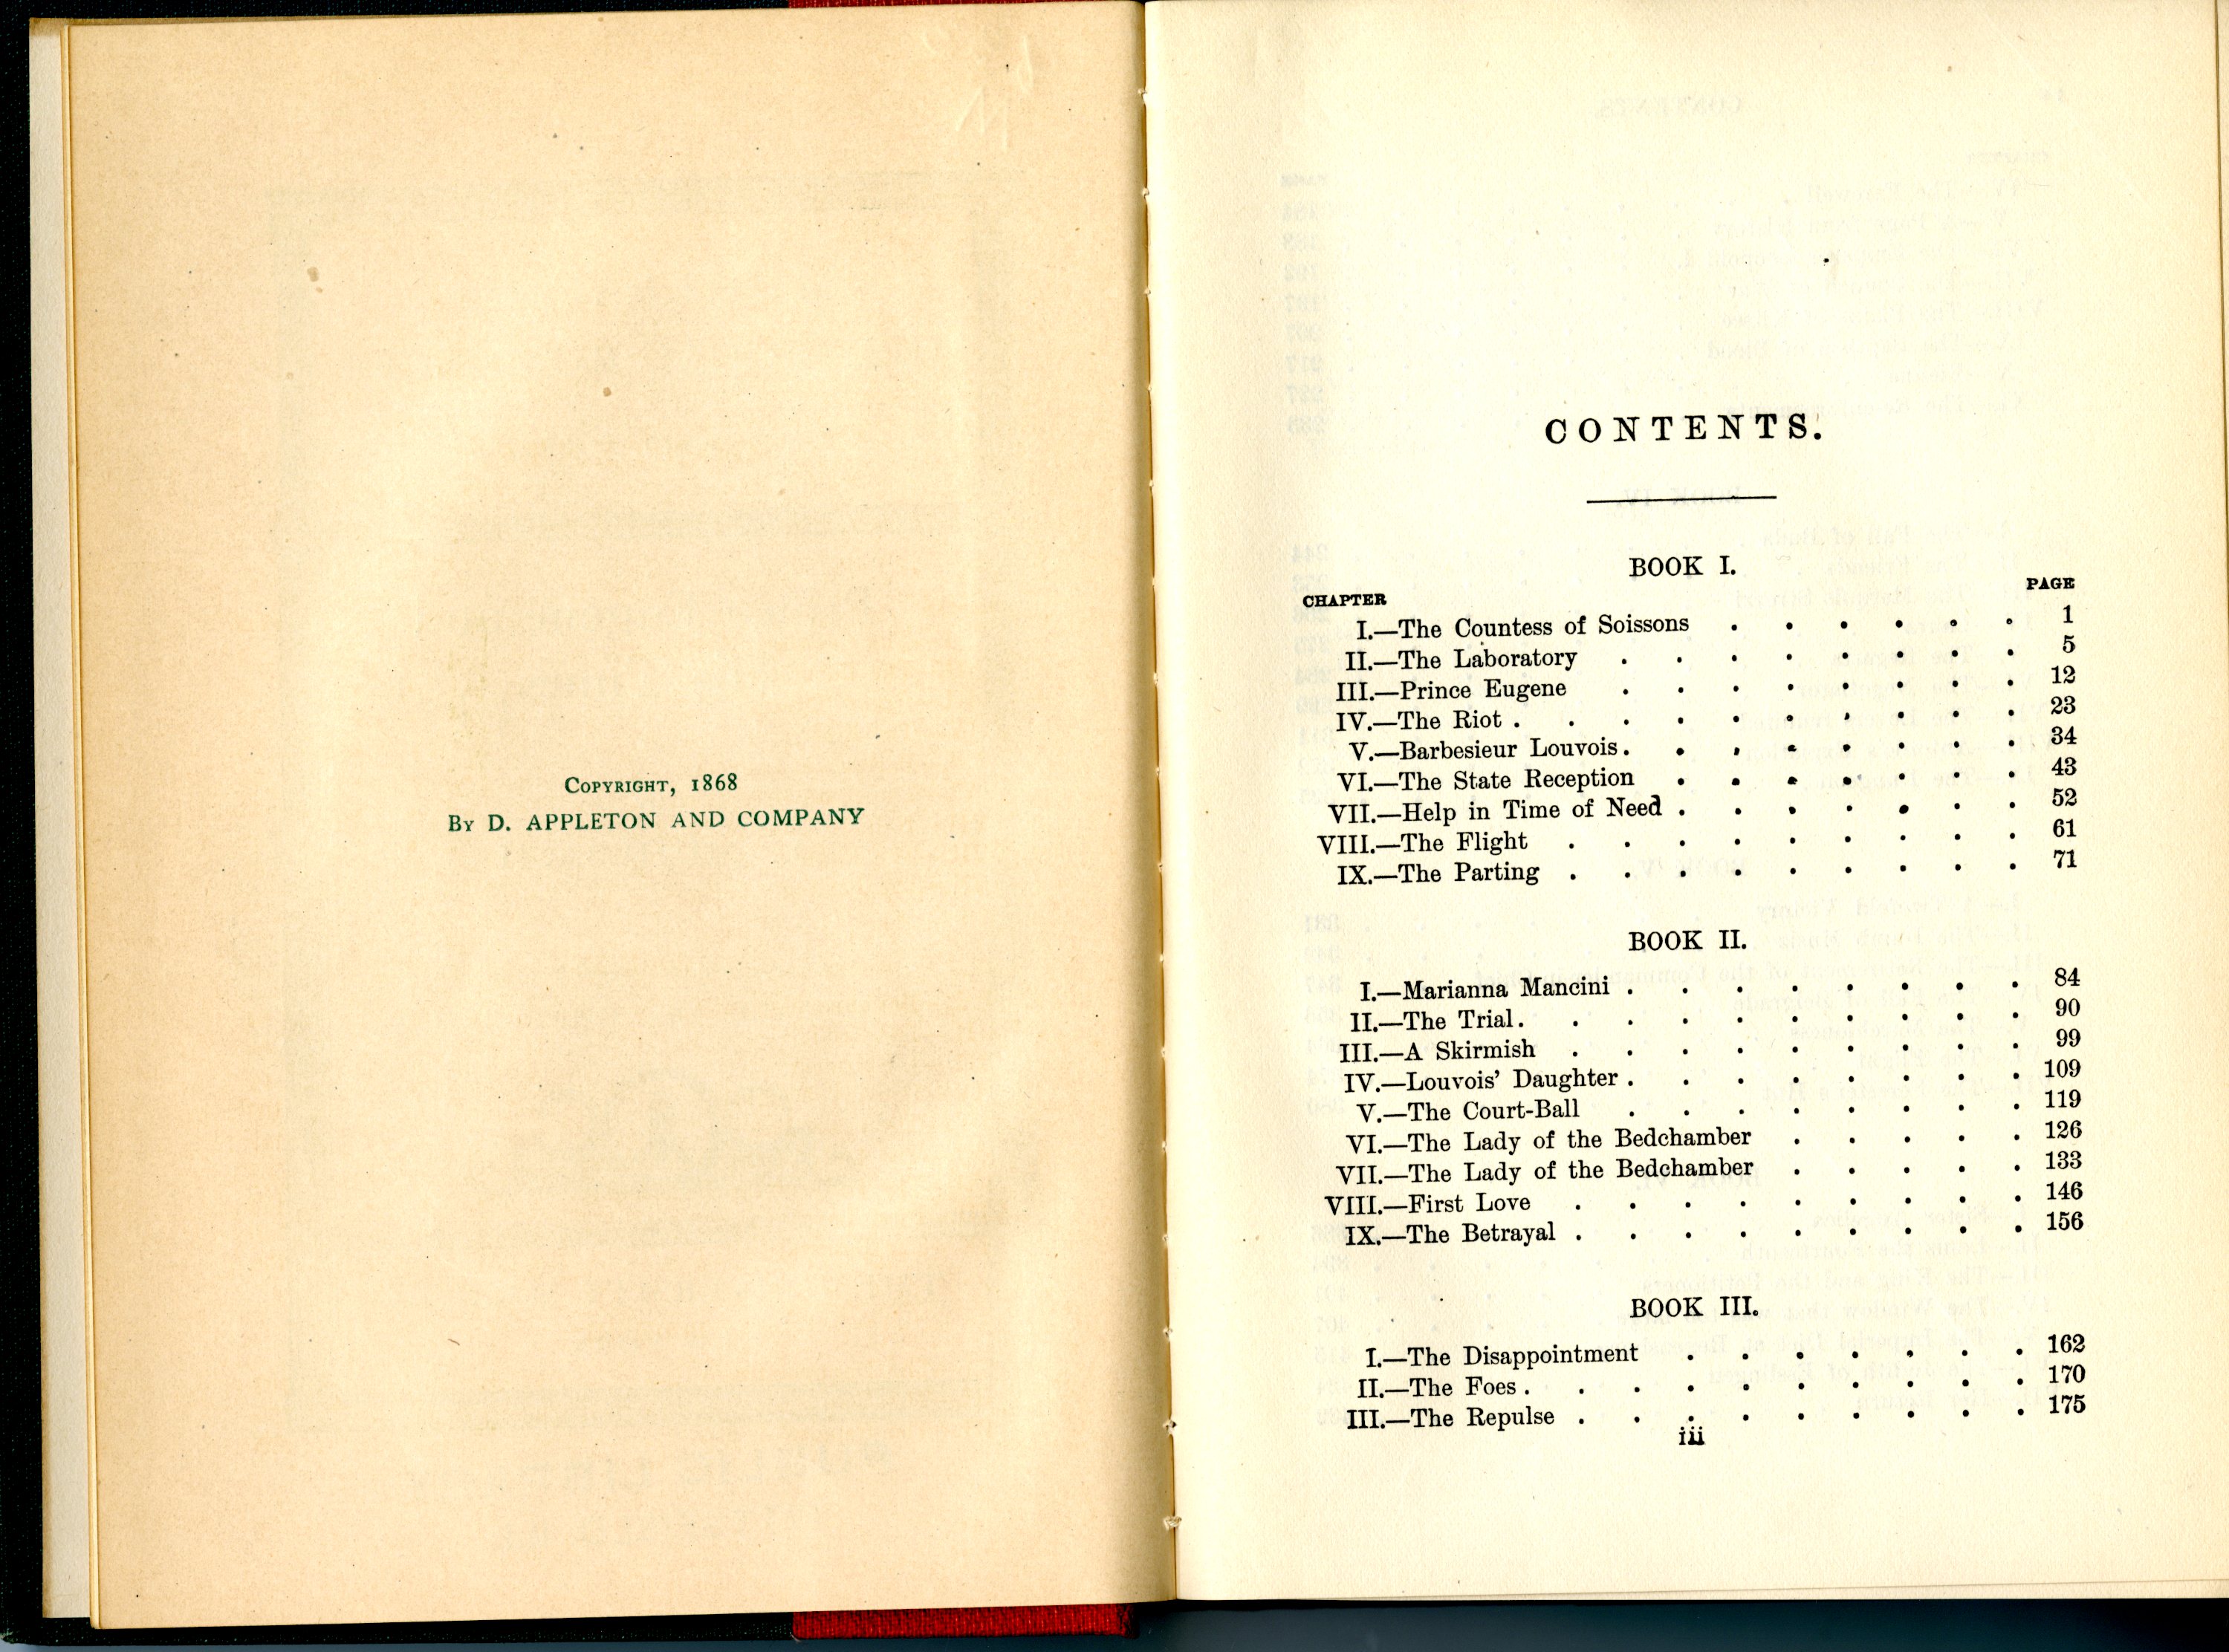 Copyright, 1868
By D. APPLETON AND COMPANY
CONTENTS.
BOOK I.
CHAPTER PAGE
I.—The Countess of Soissons . . . . . . 1
II.—The Laboratory . . . . . . . . 5
III.—Prince Eugene . . . . . . . . 12
IV.—The Riot . . . . . . . . . . 23
V.—Barbesieur Louvois . . . . . . . . 34
VI.—The State Reception . . . . . . . 43
VII.—Help in Time of Need . . . . . . . 52
VIII.—The Flight . . . . . . . . . 61
IX.—The Parting . . . . . . . . . 71
BOOK II.
I.—Marianna Mancini . . . . . . . . 84
II.—The Trial . . . . . . . . . . 90
III.—A Skirmish . . . . . . . . . 99
IV.—Louvois' Daughter . . . . . . . . 109
V.—The Court-Ball . . . . . . . . 119
VI.—The Lady of the Bedchamber . . . . . 126
VII.—The Lady of the Bedchamber . . . . . 133
VIII.—First Love . . . . . . . . . 146
IX.—The Betrayal . . . . . . . . . 156
BOOK III.
I.—The Disappointment . . . . . . . 162
II.—The Foes . . . . . . . . . . 170
III.—The Repulse . . . . . . . . . 175
iii